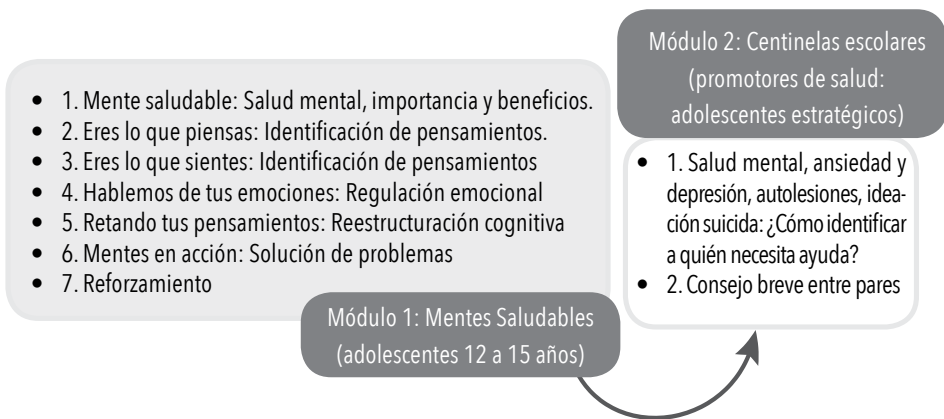 • 1. Mente saludable: Salud mental, importancia y beneficios.
• 2. Eres lo que piensas: Identificación de pensamientos.
• 3. Eres lo que sientes: Identificación de pensamientos
• 4. Hablemos de tus emociones: Regulación emocional
• 5. Retando tus pensamientos: Reestructuración cognitiva
• 6. Mentes en acción: Solución de problemas
• 7. Reforzamiento
Módulo 1: Mentes Saludables
(adolescentes 12 a 15 años)
Módulo 2: Centinelas escolares
(promotores de salud:
adolescentes estratégicos)
• 1. Salud mental, ansiedad y
depresión, autolesiones, idea-
ción suicida: ¿Cómo identificar
a quién necesita ayuda?
• 2. Consejo breve entre pares